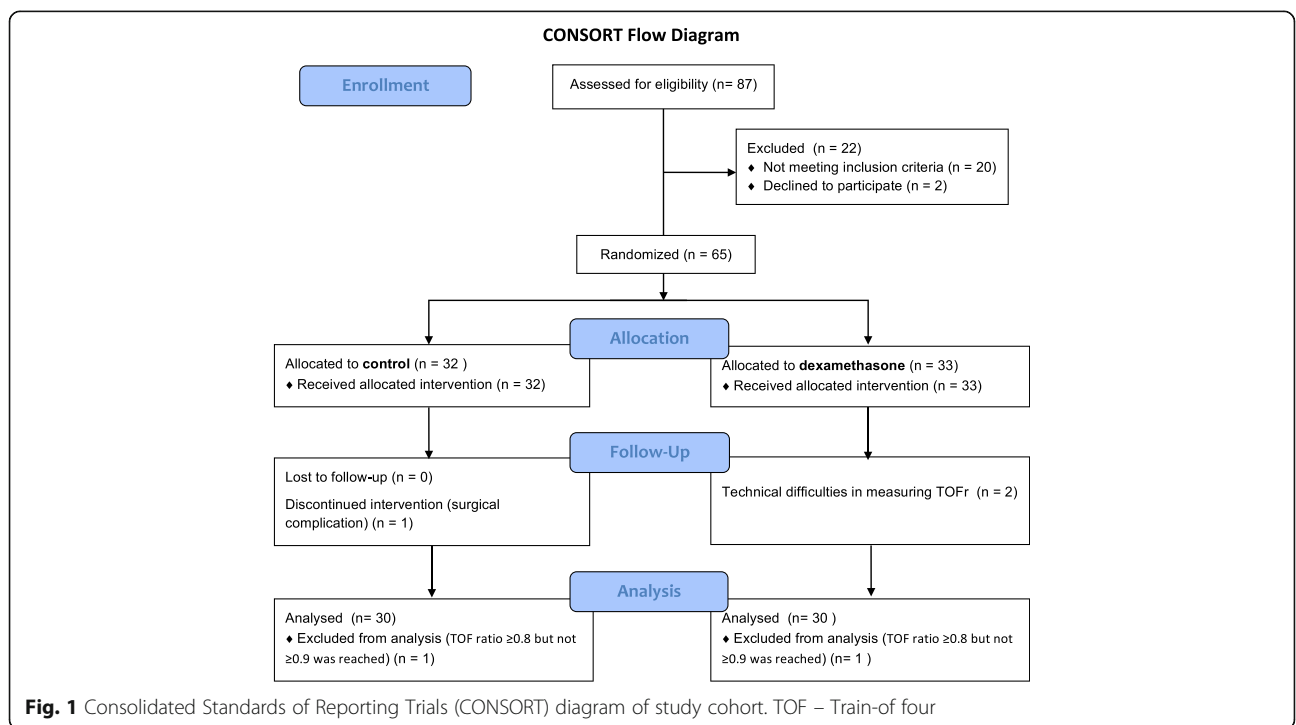 CONSORT Flow Diagram
Enrollment
Assessed for eligibility (n= 87)
Excluded (n = 22)
♦ Not meeting inclusion criteria (n = 20)
♦ Declined to participate (n = 2)
Randomized (n = 65)
Allocation
Allocated to control (n = 32 )
♦ Received allocated intervention (n = 32)
Allocated to dexamethasone (n = 33)
♦ Received allocated intervention (n = 33)
Follow-Up
Lost to follow-up (n = 0)
Discontinued intervention (surgical
complication) (n = 1)
Technical difficulties in measuring TOFr (n = 2)
Analysis
Analysed (n= 30)
♦ Excluded from analysis (TOF ratio ≥0.8 but not
≥0.9 was reached) (n = 1)
Analysed (n= 30 )
♦ Excluded from analysis (TOF ratio ≥0.8 but not
≥0.9 was reached) (n= 1 )
Fig. 1 Consolidated Standards of Reporting Trials (CONSORT) diagram of study cohort. TOF – Train-of four